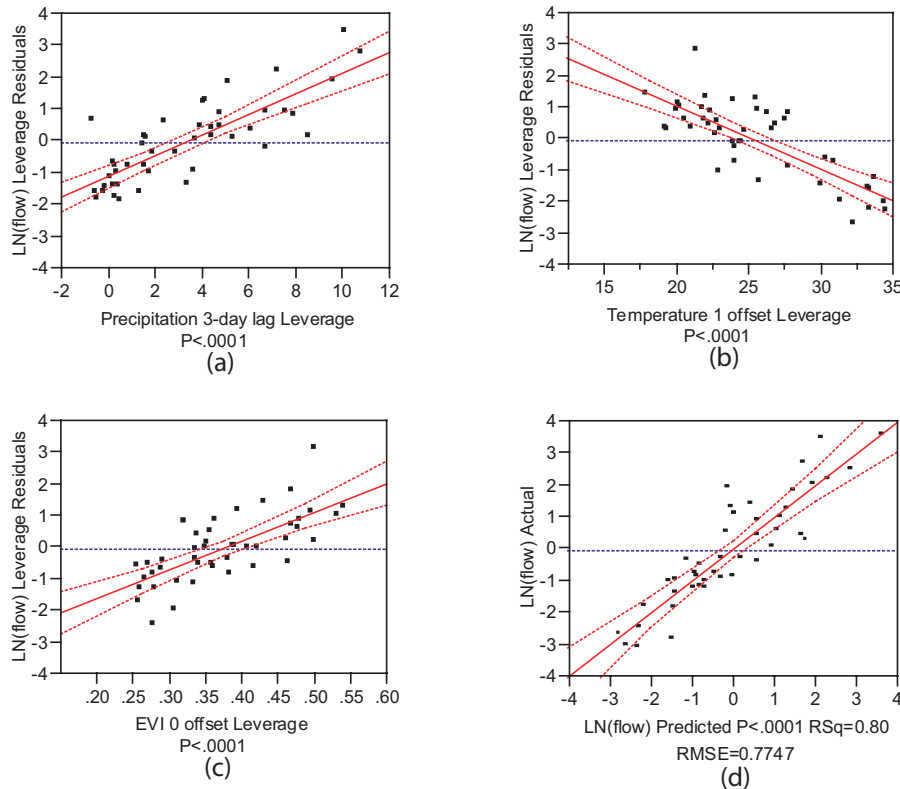 LN(flow) Leverage Residuals
4
3
2
1
0
-1
-2
-3
-4
-2 0 2 4 6 8 10 12
Precipitation 3-day lag Leverage
P<.0001
(a)
LN(flow) Leverage Residuals
4
3
2
1
0
-1
-2
-3
-4
15 20 25 30 35
Temperature 1 offset Leverage
P<.0001
(b)
LN(flow) Leverage Residuals
4
3
2
1
0
-1
-2
-3
-4
.20 .25 .30 .35 .40 .45 .50 .55 .60
EVI 0 offset Leverage
P<.0001
(c)
LN(flow) Actual
4
3
2
1
0
-1
-2
-3
-4
-4 -3 -2 -1 0 1 2 3 4
LN(flow) Predicted P<.0001 RSq=0.80
RMSE=0.7747
(d)